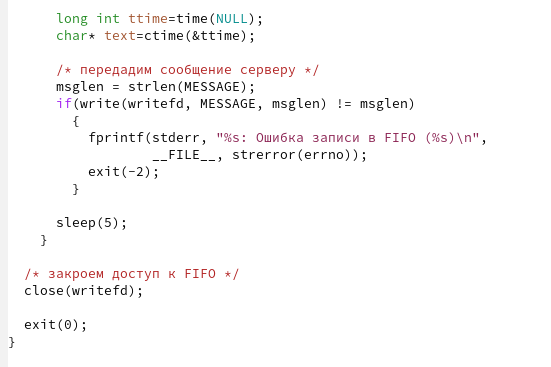 long int ttime=time(NULL);
char* text=ctime(&ttime);
/* передадим сообщение серверу */
msglen = strlen(MESSAGE);
if(write(writefd, MESSAGE, msglen) != msglen)
{
fprintf(stderr, "%s: Ошибка записи в FIFO (%s)\n",
__FILE__, strerror(errno));
exit(-2);
}
sleep(5);
}
/* закроем доступ к FIFO */
close(writefd);
exit(0);
}